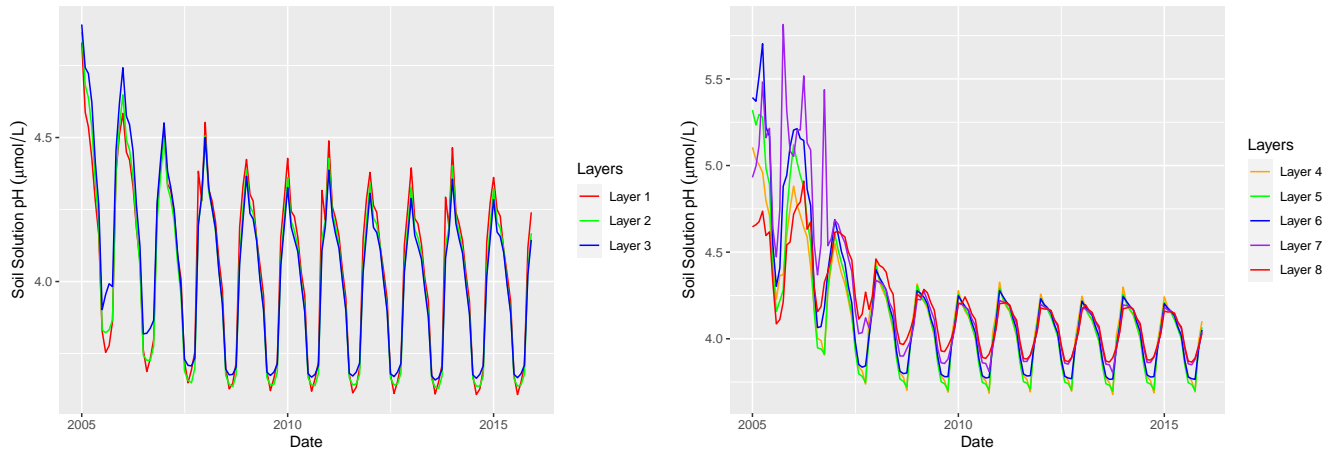 4.5
4.0
Soil Solution pH (μmol/L)
2005
2010
2015
Date
Layers
Layer 1
Layer 2
Layer 3
5.5
5.0
4.5
4.0
Soil Solution pH (μmol/L)
2005
2010
2015
Date
Layers
Layer 4
Layer 5
Layer 6
Layer 7
Layer 8